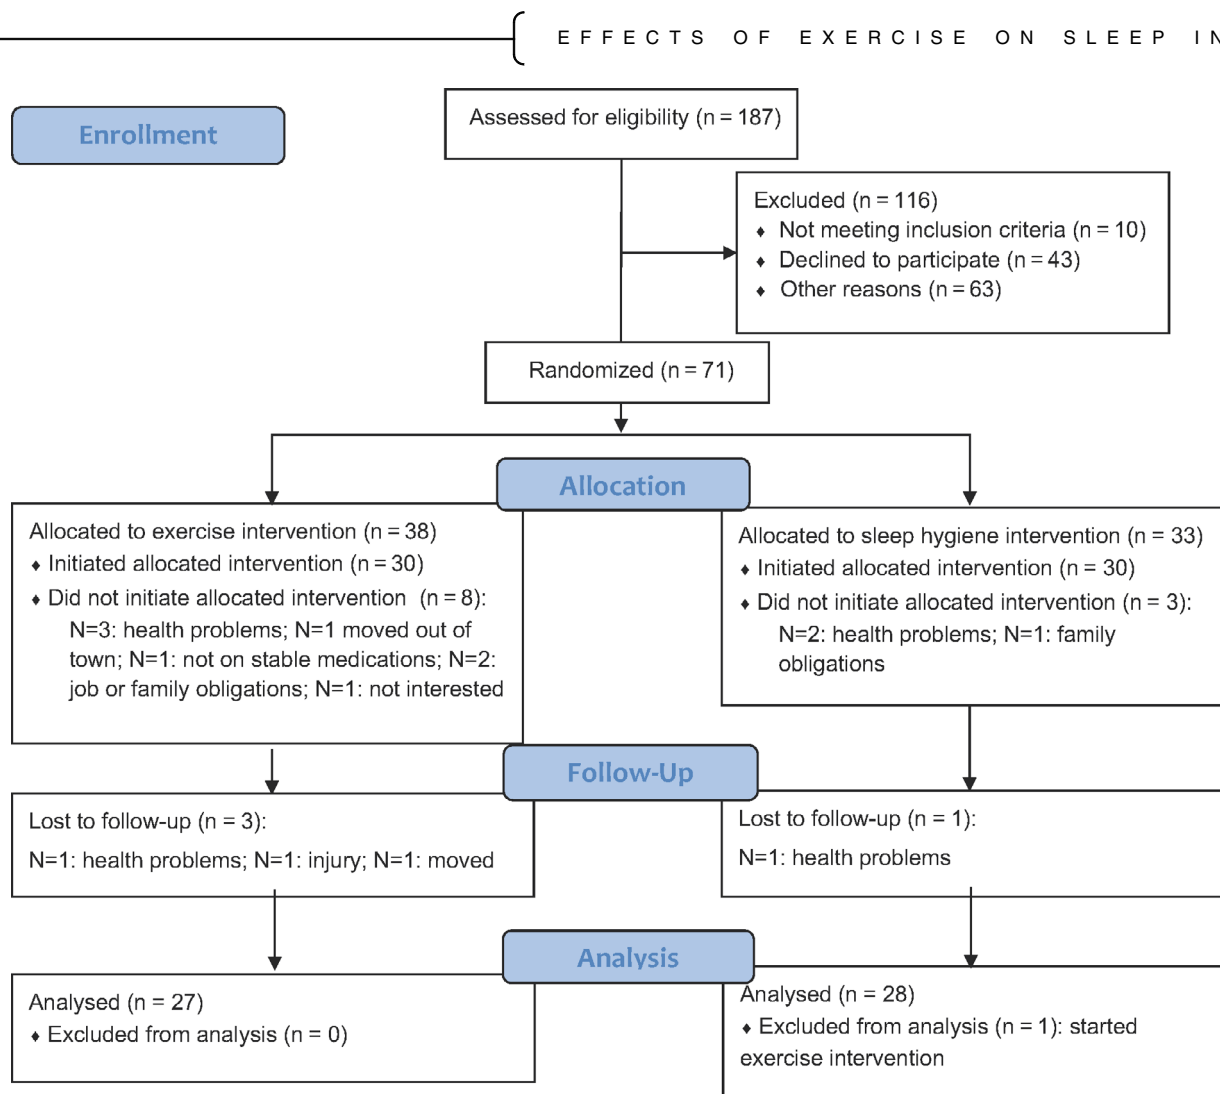 EFFECTS OF EXERCISE ON SLEEP IN
Enrollment
Assessed for eligibility (n = 187)
Excluded (n = 116)
♦ Not meeting inclusion criteria (n = 10)
♦ Declined to participate (n = 43)
♦ Other reasons (n = 63)
Randomized (n = 71)
Allocation
Allocated to exercise intervention (n = 38)
♦ Initiated allocated intervention (n = 30)
♦ Did not initiate allocated intervention (n = 8):
N=3: health problems; N=1 moved out of
town; N=1: not on stable medications; N=2:
job or family obligations; N=1: not interested
Allocated to sleep hygiene intervention (n = 33)
♦ Initiated allocated intervention (n = 30)
♦ Did not initiate allocated intervention (n = 3):
N=2: health problems; N=1: family
obligations
Follow-Up
Lost to follow-up (n = 3):
N=1: health problems; N=1: injury; N=1: moved
Lost to follow-up (n = 1):
N=1: health problems
Analysis
Analysed (n = 27)
♦ Excluded from analysis (n = 0)
Analysed (n = 28)
♦ Excluded from analysis (n = 1): started
exercise intervention